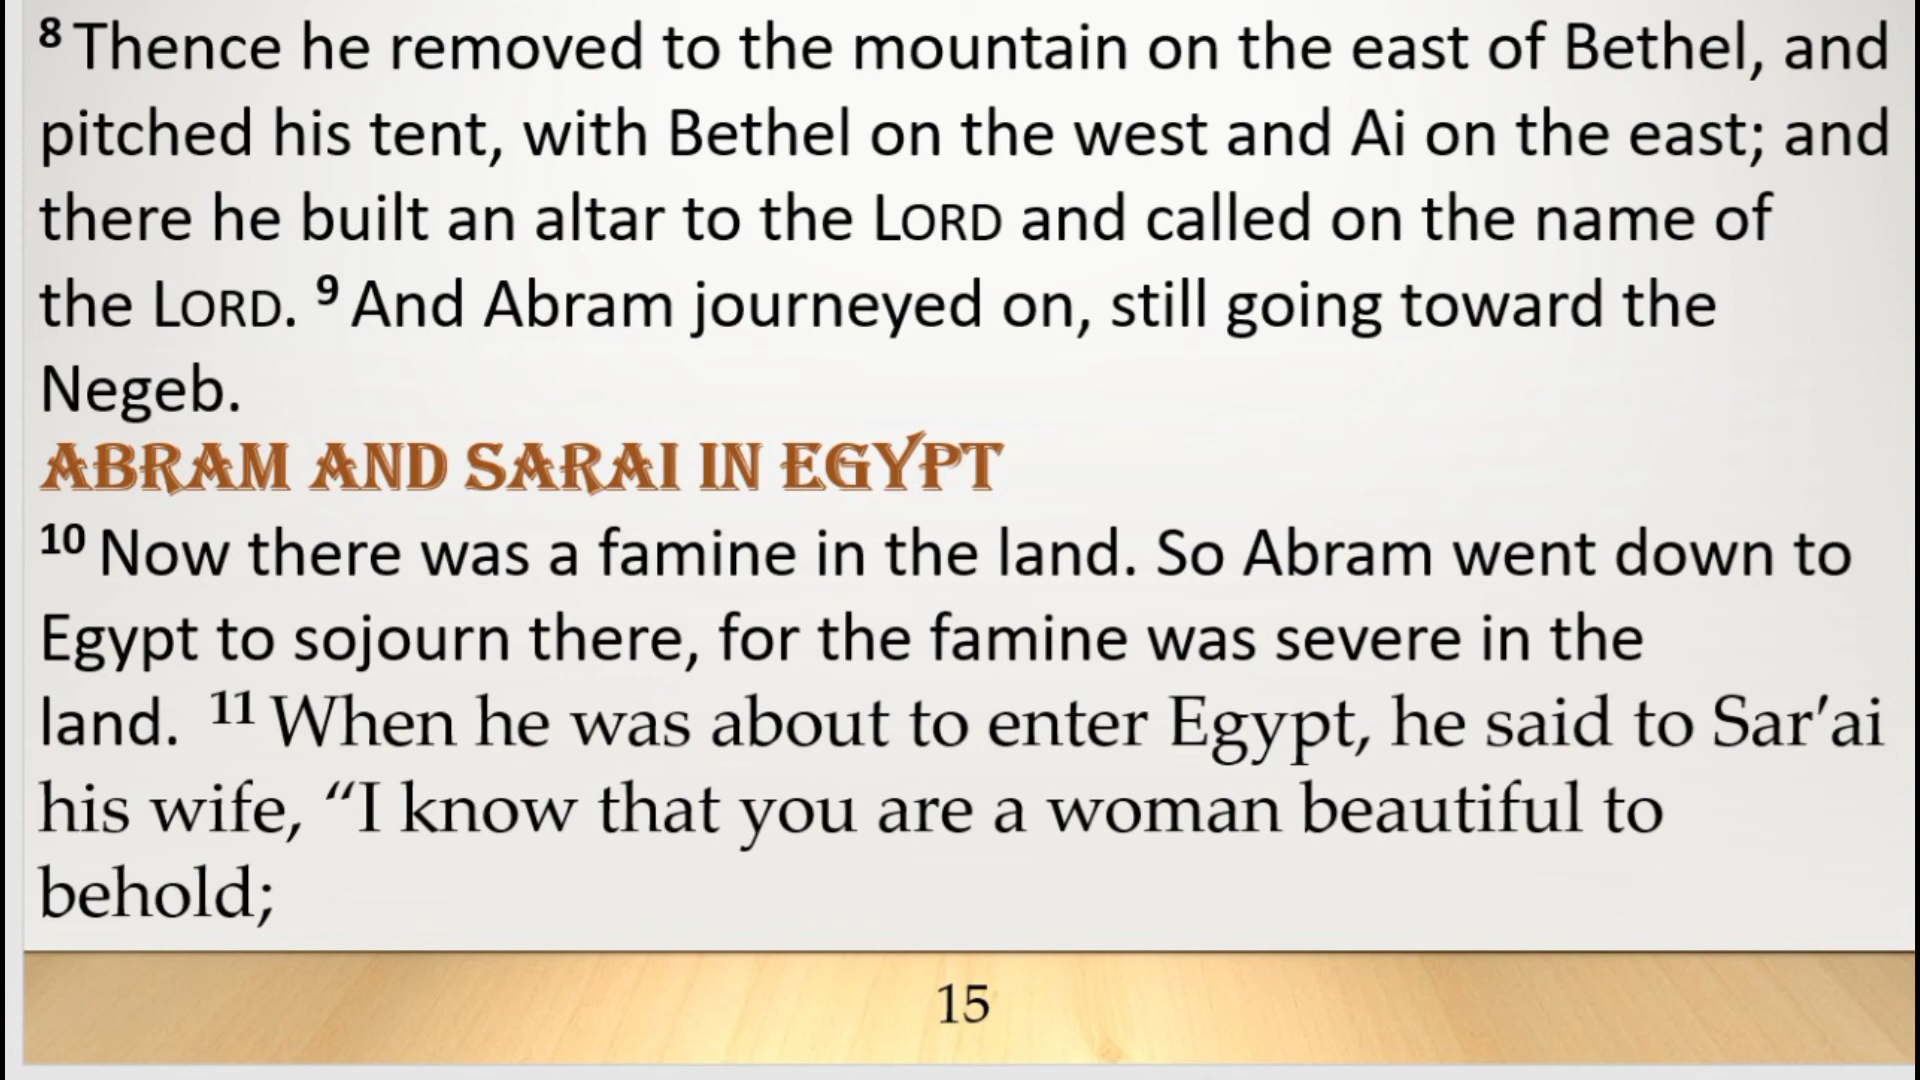 8 Thence he removed to the mountain on the east of Bethel, and
pitched his tent, with Bethel on the west and Ai on the east; and
there he built an altar to the LORD and called on the name of
the LORD. 9 And Abram journeyed on, still going toward the
Negeb.
ABRAM AND SARAI IN EGYPT
10 Now there was a famine in the land. So Abram went down to
Egypt to sojourn there, for the famine was severe in the
land. 11 When he was about to enter Egypt, he said to Sar′ai
his wife, “I know that you are a woman beautiful to
behold;
15